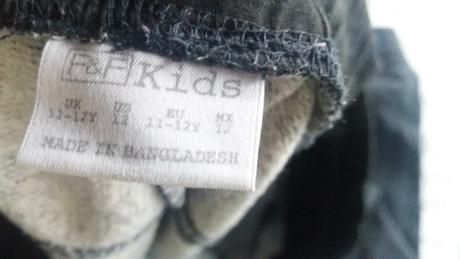 F&F Kids
UK US EU MX
11-12Y 12 11-12Y 12
MADE IN BANGLADESH